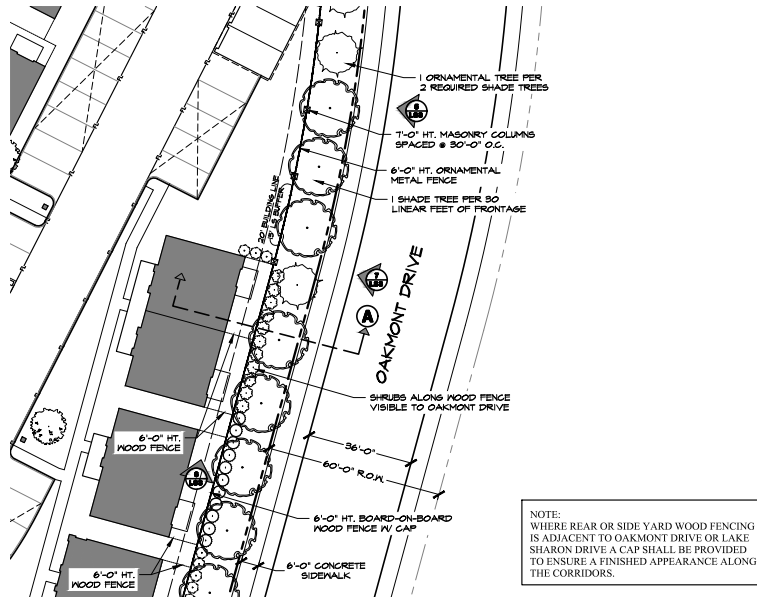 1 ORNAMENTAL TREE PER
2 REQUIRED SHADE TREES
7'-0" HT. MASONRY COLUMNS
SPACED @ 30'-0" O.C.
6'-0" HT. ORNAMENTAL
METAL FENCE
1 SHADE TREE PER 30
LINEAR FEET OF FRONTAGE
20' BUILDING LINE
15' LS BUFFER
7
A
OAKMONT DRIVE
SHRUBS ALONG WOOD FENCE
VISIBLE TO OAKMONT DRIVE
6'-0" HT.
WOOD FENCE
36'-0"
60'-0" R.O.W.
6'-0" HT. BOARD-ON-BOARD
WOOD FENCE W/ CAP
6'-0" CONCRETE
SIDEWALK
6'-0" HT.
WOOD FENCE
NOTE:
WHERE REAR OR SIDE YARD WOOD FENCING
IS ADJACENT TO OAKMONT DRIVE OR LAKE
SHARON DRIVE A CAP SHALL BE PROVIDED
TO ENSURE A FINISHED APPEARANCE ALONG
THE CORRIDORS.